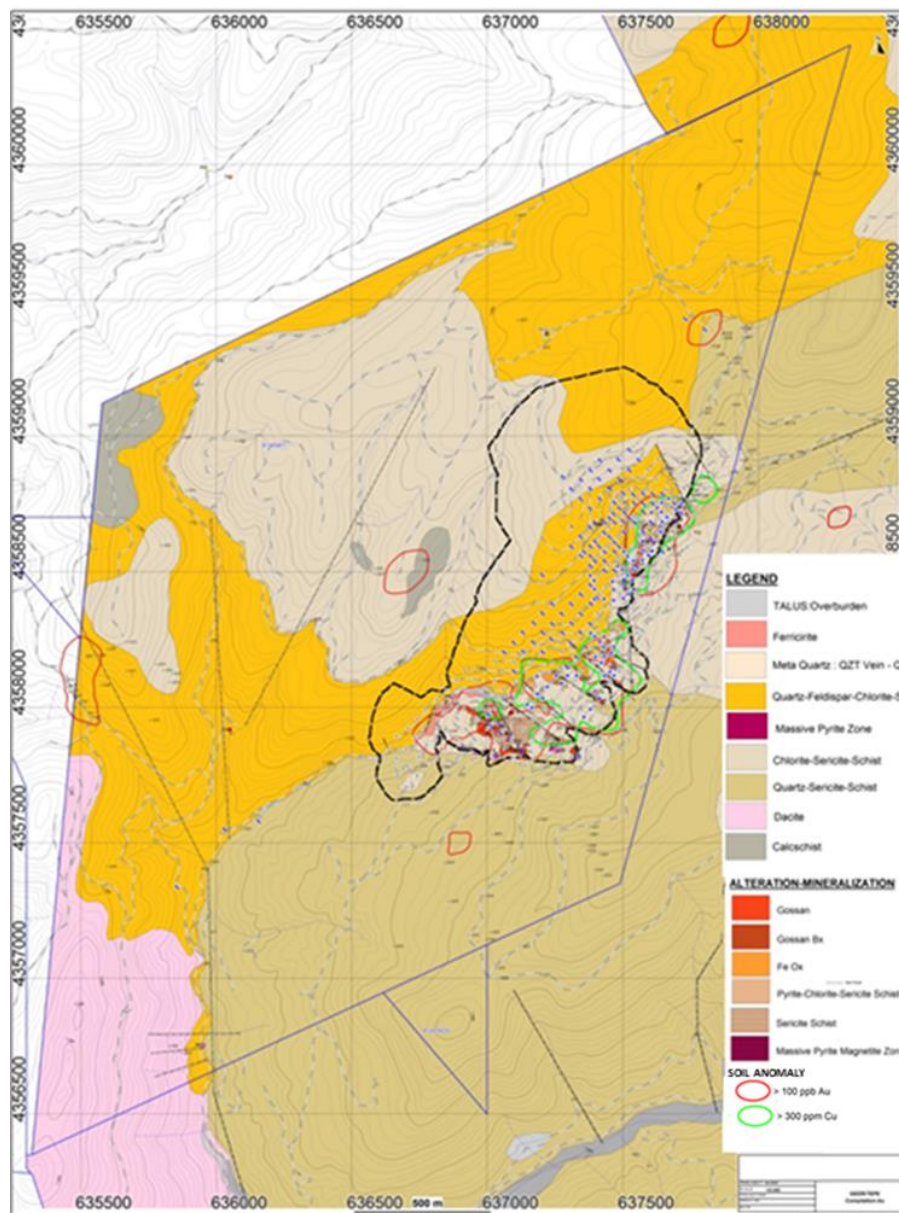 635500 636000 636500 637000 637500 638000
4360000
4359500
4359000
4358500
8500
4358000
4357500
4357000
4356500
LEGEND
TALUS:Overburden
Ferricirite
Meta Quartz : QZT Vein - Q
Quartz-Feldispar-Chlorite-S
Massive Pyrite Zone
Chlorite-Sericite-Schist
Quartz-Sericite-Schist
Dacite
Calcschist
ALTERATION-MINERALIZATION
Gossan
Gossan Bx
Fe Ox
Pyrite-Chlorite-Sericite Schist
Sericite Schist
Massive Pyrite Magnetite Zon
SOIL ANOMALY
> 100 ppb Au
> 300 ppm Cu
635500 636000 636500 637000 637500
500 m